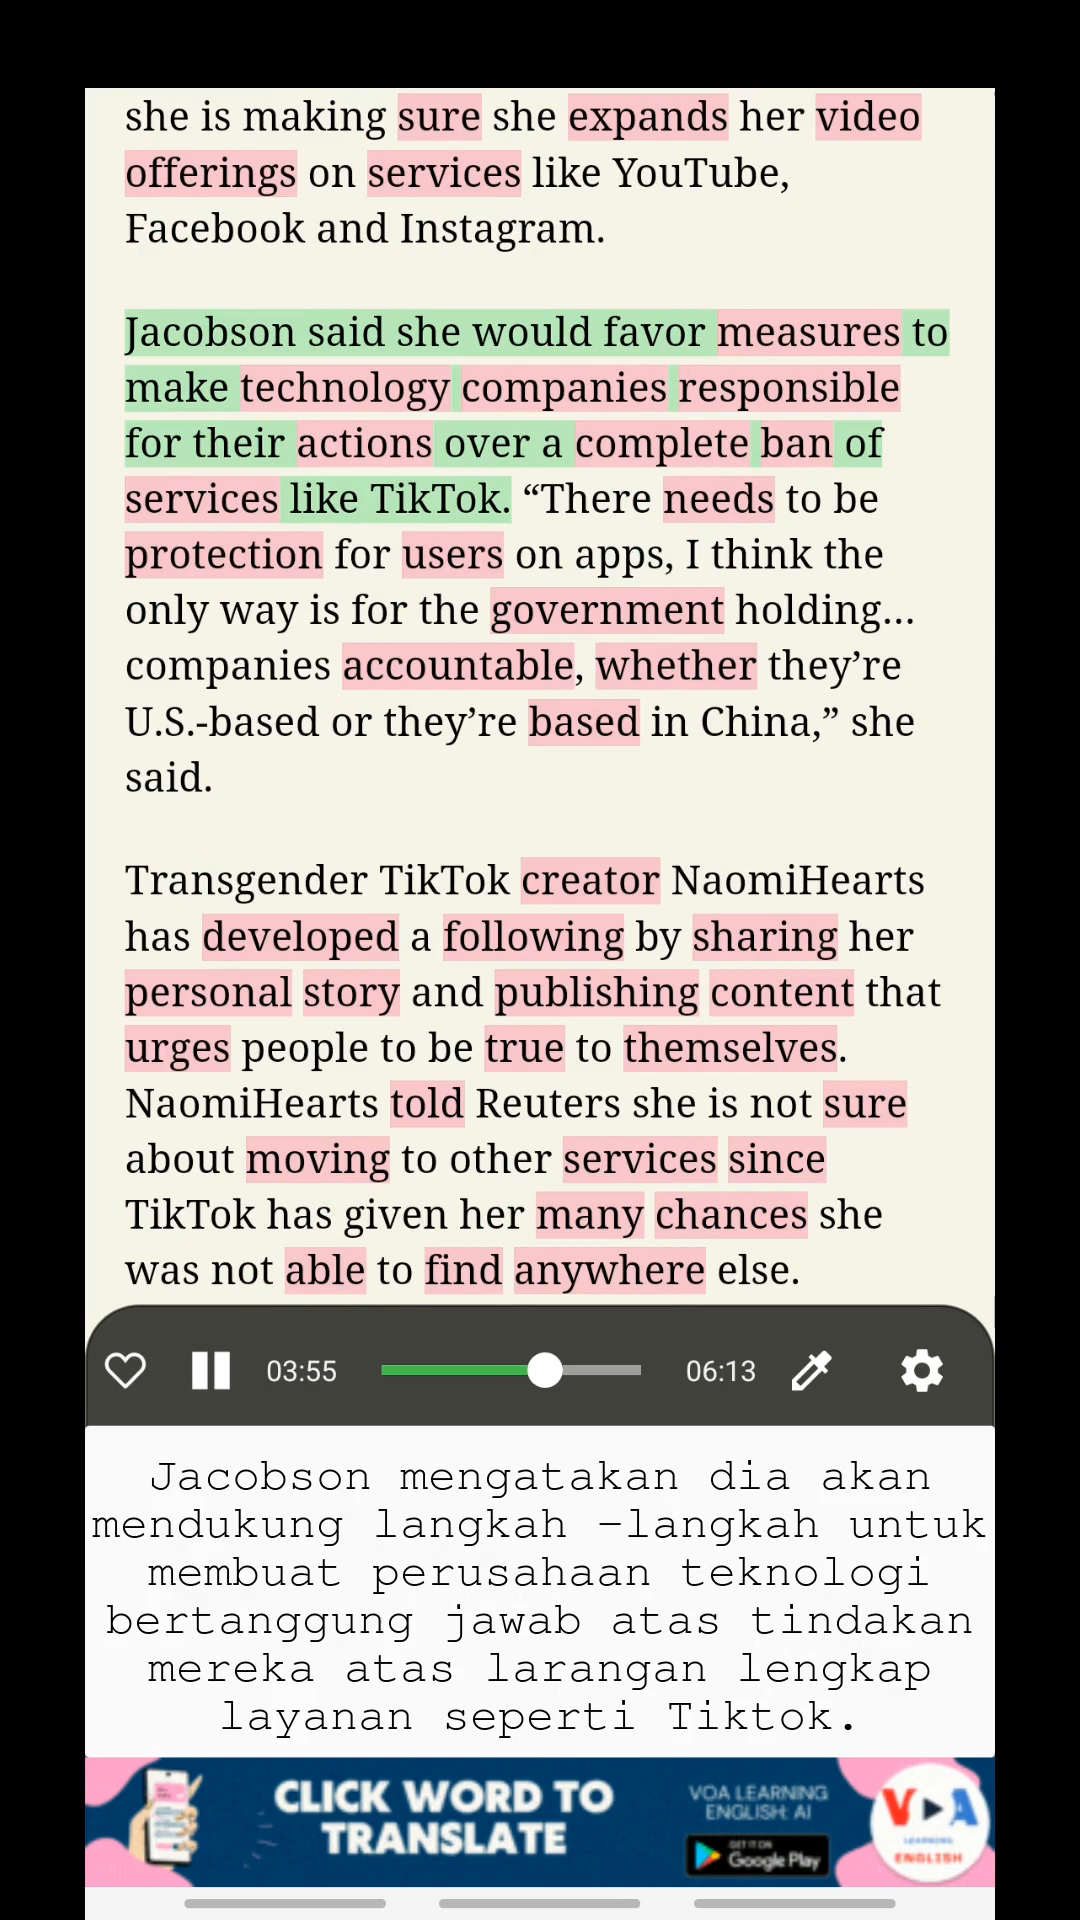 she is making sure she expands her video
offerings on services like YouTube,
Facebook and Instagram.
Jacobson said she would favor measures to
make technology companies responsible
for their actions over a complete ban of
services like TikTok. “There needs to be
protection for users on apps, I think the
only way is for the government holding…
companies accountable, whether they’re
U.S.-based or they’re based in China,” she
said.
Transgender TikTok creator NaomiHearts
has developed a following by sharing her
personal story and publishing content that
urges people to be true to themselves.
NaomiHearts told Reuters she is not sure
about moving to other services since
TikTok has given her many chances she
was not able to find anywhere else.
03:55
06:13
Jacobson mengatakan dia akan
mendukung langkah -langkah untuk
membuat perusahaan teknologi
bertanggung jawab atas tindakan
mereka atas larangan lengkap
layanan seperti Tiktok.
CLICK WORD TO
TRANSLATE
VOA LEARNING
ENGLISH: AI
GET IT ON
Google Play
VOA
LEARNING
ENGLISH